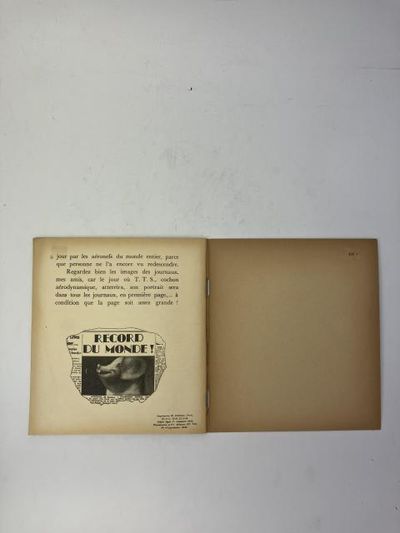 jour par les aéronefs du monde entier, parce
que personne ne l'a encore vu redescendre.
Regardez bien les images des journaux,
mes amis, car le jour où T.T.S., cochon
aérodynamique, atterrira, son portrait sera
dans tous les journaux, en première page,... à
condition que la page soit assez grande !
RECORD
DU MONDE !